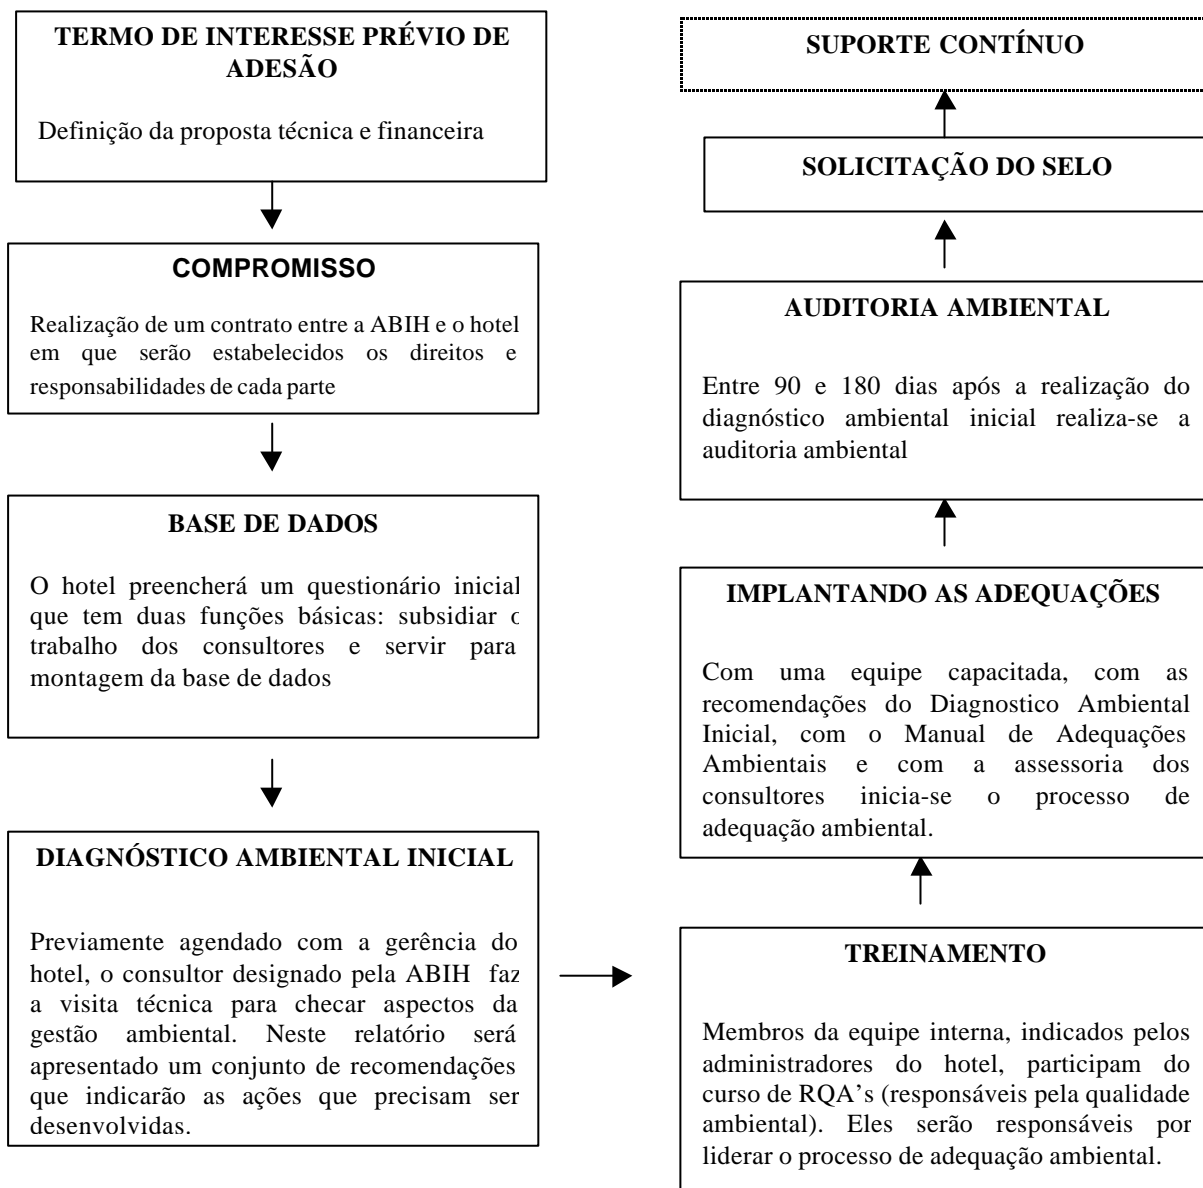 TERMO DE INTERESSE PRÉVIO DE
ADESÃO
Definição da proposta técnica e financeira
COMPROMISSO
Realização de um contrato entre a ABIH e o hotel
em que serão estabelecidos os direitos e
responsabilidades de cada parte
BASE DE DADOS
O hotel preencherá um questionário inicial
que tem duas funções básicas: subsidiar o
trabalho dos consultores e servir para
montagem da base de dados
DIAGNÓSTICO AMBIENTAL INICIAL
Previamente agendado com a gerência do
hotel, o consultor designado pela ABIH faz
a visita técnica para checar aspectos da
gestão ambiental. Neste relatório será
apresentado um conjunto de recomendações
que indicarão as ações que precisam ser
desenvolvidas.
TREINAMENTO
Membros da equipe interna, indicados pelos
administradores do hotel, participam do
curso de RQA’s (responsáveis pela qualidade
ambiental). Eles serão responsáveis por
liderar o processo de adequação ambiental.
IMPLANTANDO AS ADEQUAÇÕES
Com uma equipe capacitada, com as
recomendações do Diagnostico Ambiental
Inicial, com o Manual de Adequações
Ambientais e com a assessoria dos
consultores inicia-se o processo de
adequação ambiental.
AUDITORIA AMBIENTAL
Entre 90 e 180 dias após a realização do
diagnóstico ambiental inicial realiza-se a
auditoria ambiental
SOLICITAÇÃO DO SELO
SUPORTE CONTÍNUO